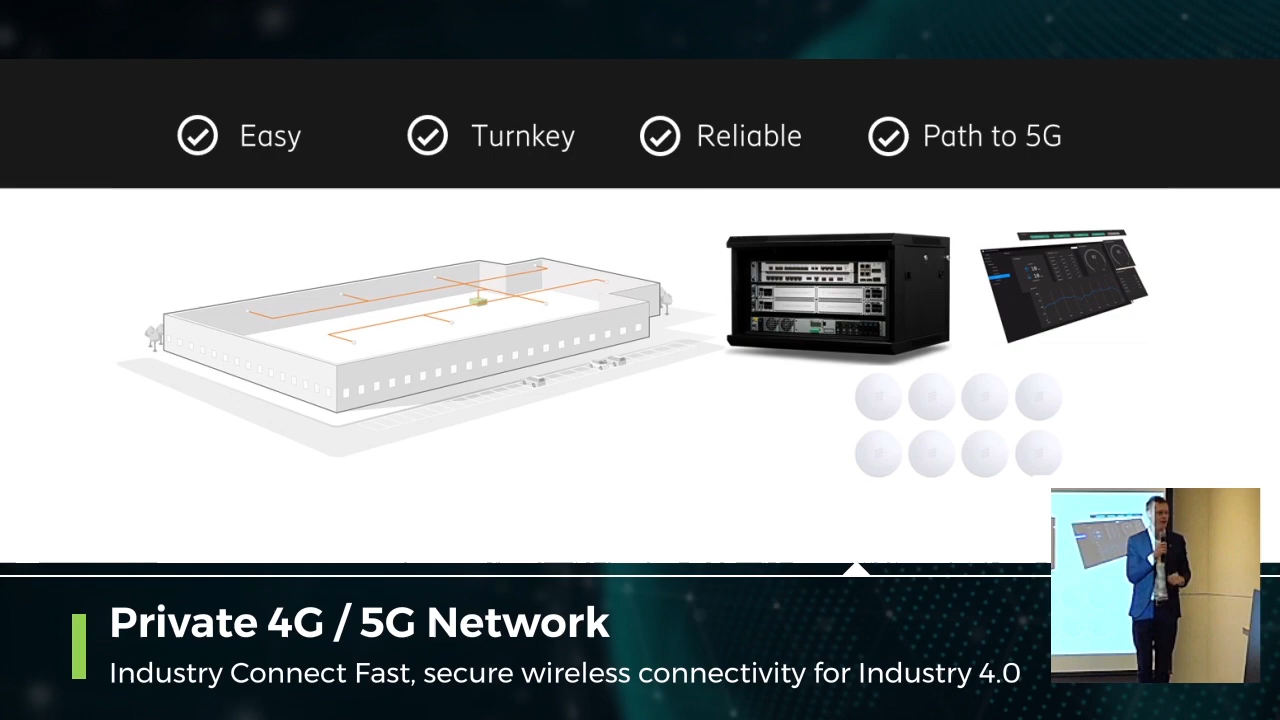 Easy
Turnkey
Reliable
Path to 5G
Private 4G / 5G Network
Industry Connect Fast, secure wireless connectivity for Industry 4.0